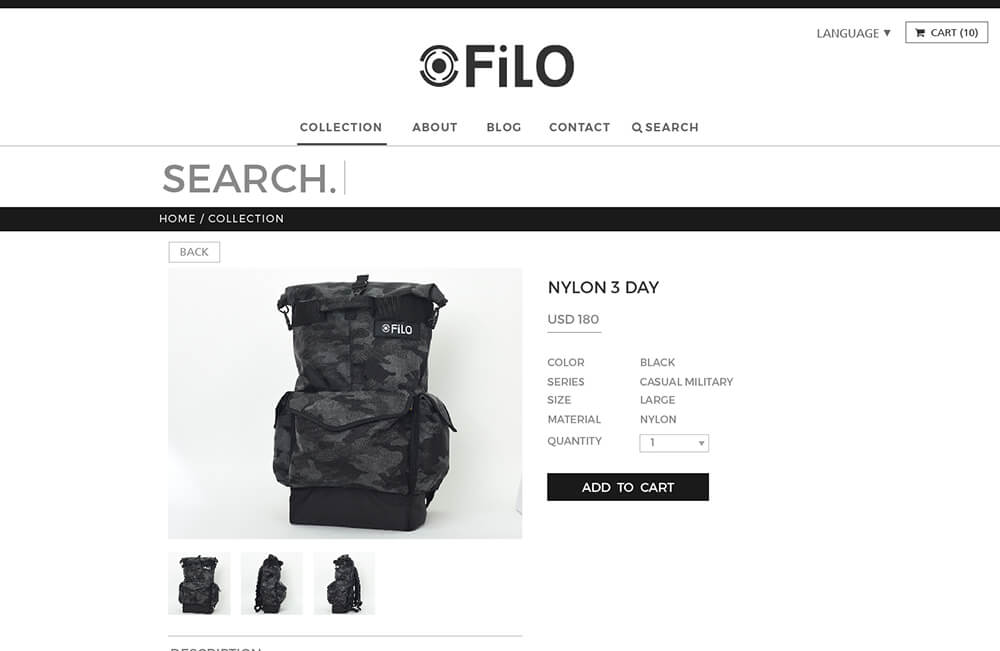 LANGUAGE ▼
CART (10)
FiLO
COLLECTION ABOUT BLOG CONTACT SEARCH
SEARCH.
HOME / COLLECTION
BACK
FiLO
NYLON 3 DAY
USD 180
COLOR BLACK
SERIES CASUAL MILITARY
SIZE LARGE
MATERIAL NYLON
QUANTITY 1 ▼
ADD TO CART
DESCRIPTION